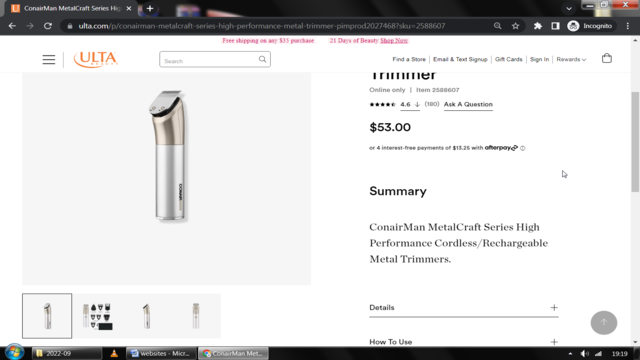 ConairMan MetalCraft Series High
ulta.com/p/conairman-metalcraft-series-high-performance-metal-trimmer-pimprod2027468?sku=2588607
Incognito
Free shipping on any $35 purchase
21 Days of Beauty Shop Now
ULTA
Search
Find a Store
Email & Text Signup
Gift Cards
Sign In
Rewards
Trimmer
Online only | Item 2588607
4.6
(180)
Ask A Question
$53.00
or 4 interest-free payments of $13.25 with afterpay
CONAIR
Summary
ConairMan MetalCraft Series High
Performance Cordless/Rechargeable
Metal Trimmers.
Details
How To Use
2022-09
websites - Micr...
ConairMan Met...
19:19